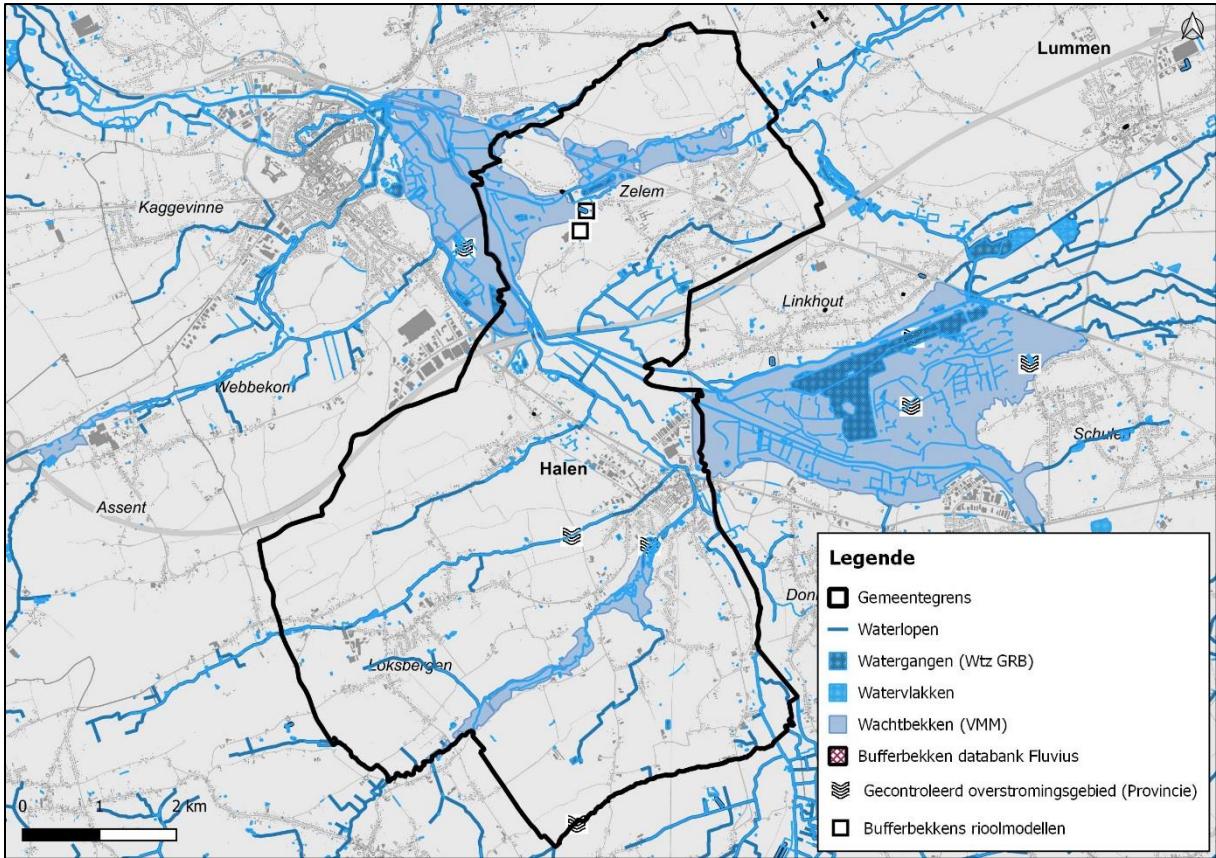 Lummen
Kaggevinne
Zelem
Linkhout
Webbekom
Schulen
Halen
Assent
Loksbergen
0 1 2 km
Legende
Gemeentegrens
Waterlopen
Watergangen (Wtz GRB)
Watervlakken
Wachtbekken (VMM)
Bufferbekken databank Fluvius
Gecontroleerd overstromingsgebied (Provincie)
Bufferbekkens rioolmodellen